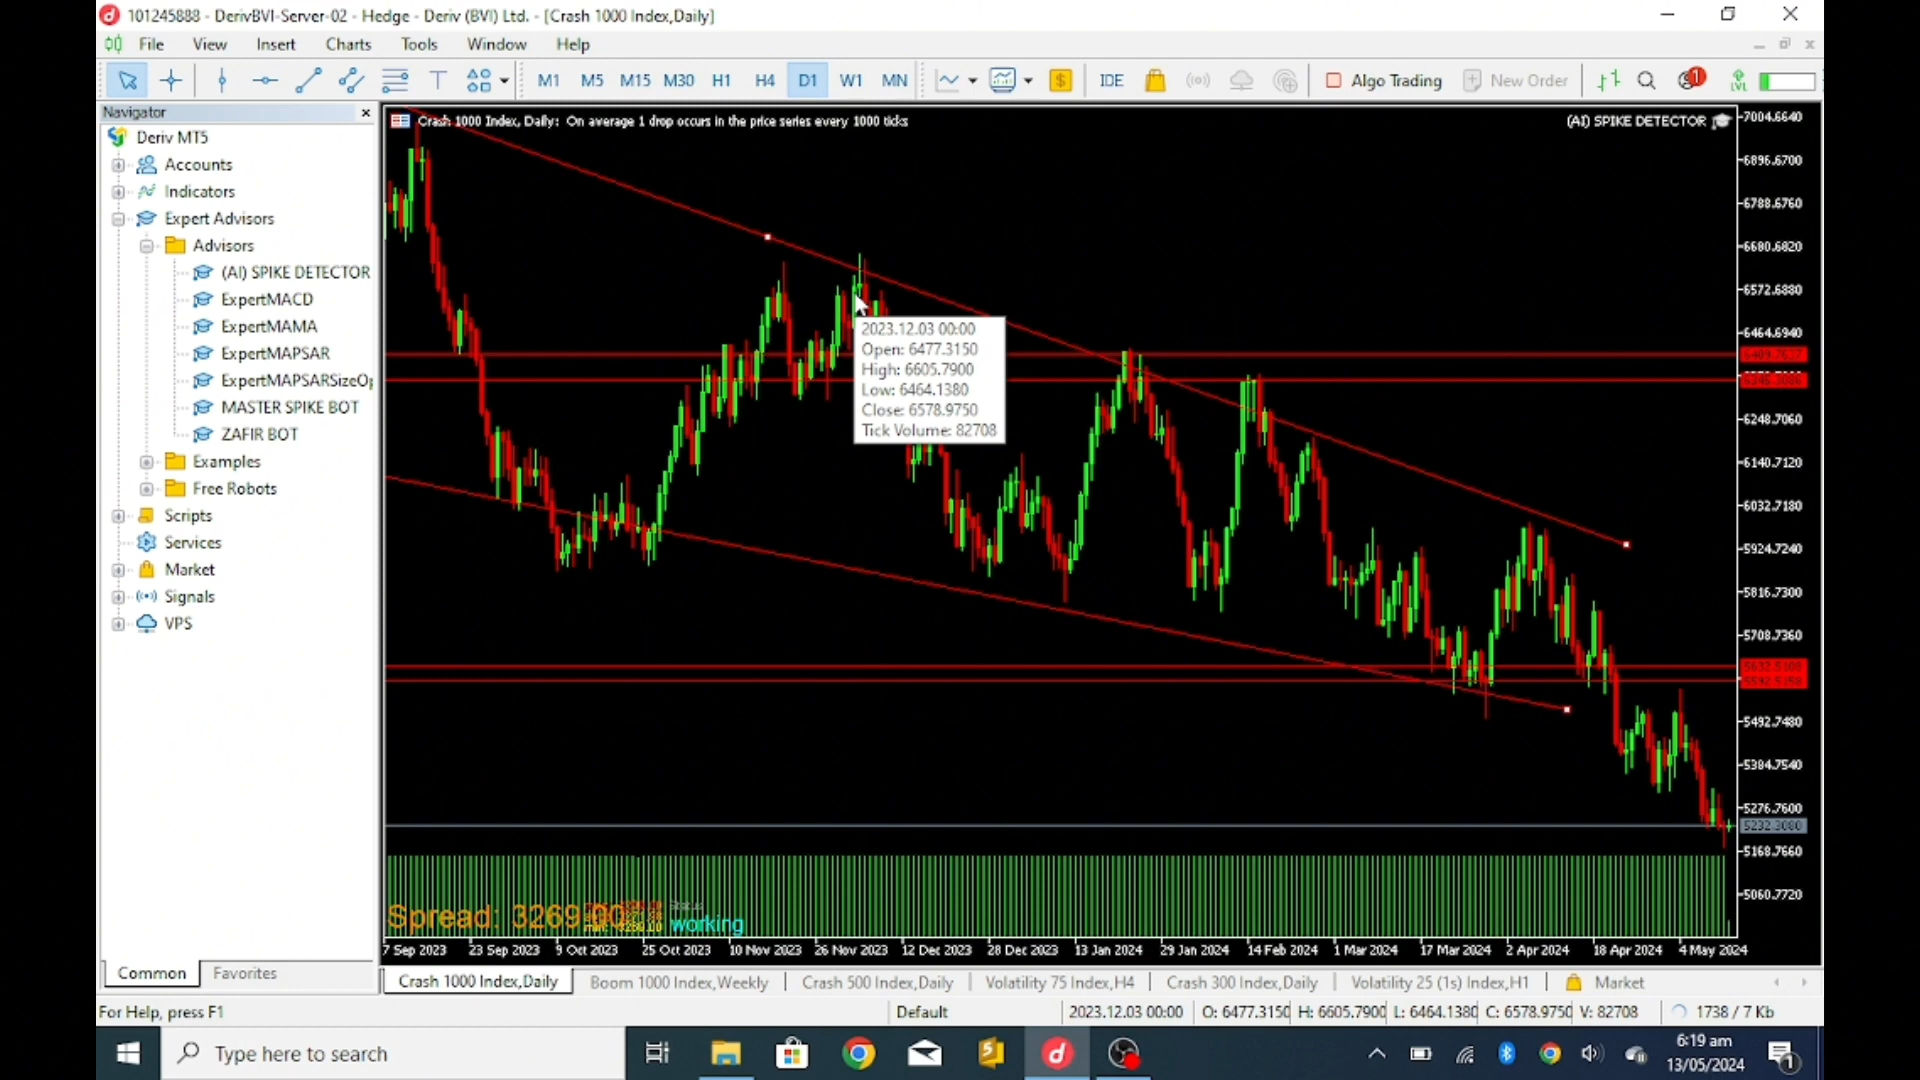 101245888 - DerivBVI-Server-02 - Hedge - Deriv (BVI) Ltd. - [Crash 1000 Index,Daily]
File View Insert Charts Tools Window Help
M1 M5 M15 M30 H1 H4 D1 W1 MN IDE Algo Trading New Order 1 LVL
Navigator
Deriv MT5
Accounts
Indicators
Expert Advisors
Advisors
(AI) SPIKE DETECTOR
ExpertMACD
ExpertMAMA
ExpertMAPSAR
ExpertMAPSARSizeOp
MASTER SPIKE BOT
ZAFIR BOT
Examples
Free Robots
Scripts
Services
Market
Signals
VPS
Common Favorites
Crash 1000 Index, Daily: On average 1 drop occurs in the price series every 1000 ticks
(AI) SPIKE DETECTOR
2023.12.03 00:00
Open: 6477.3150
High: 6605.7900
Low: 6464.1380
Close: 6578.9750
Tick Volume: 82708
7004.6640
6896.6700
6788.6760
6680.6820
6572.6880
6464.6940
6248.7060
6140.7120
6032.7180
5924.7240
5816.7300
5708.7360
5492.7480
5384.7540
5276.7600
5232.3080
5168.7660
5060.7720
Spread: 3269.00
working
7 Sep 2023 23 Sep 2023 9 Oct 2023 25 Oct 2023 10 Nov 2023 26 Nov 2023 12 Dec 2023 28 Dec 2023 13 Jan 2024 29 Jan 2024 14 Feb 2024 1 Mar 2024 17 Mar 2024 2 Apr 2024 18 Apr 2024 4 May 2024
Crash 1000 Index,Daily Boom 1000 Index,Weekly Crash 500 Index,Daily Volatility 75 Index,H4 Crash 300 Index,Daily Volatility 25 (1s) Index,H1 Market
For Help, press F1 Default 2023.12.03 00:00 O: 6477.3150 H: 6605.7900 L: 6464.1380 C: 6578.9750 V: 82708 1738 / 7 Kb
Type here to search
6:19 am
13/05/2024
1